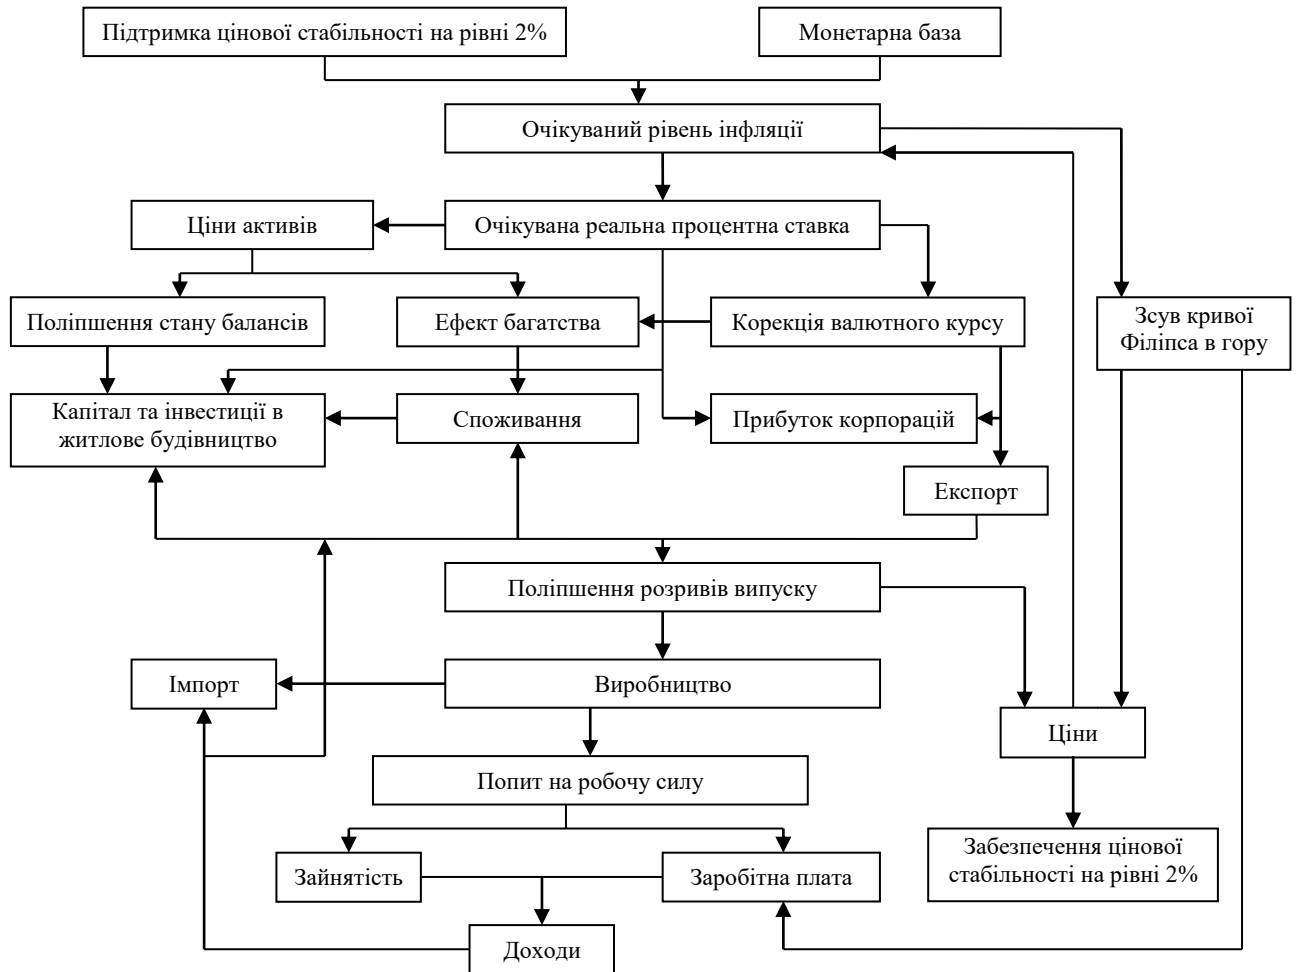 Підтримка цінової стабільності на рівні 2%
Монетарна база
Очікуваний рівень інфляції
Ціни активів
Очікувана реальна процентна ставка
Поліпшення стану балансів
Ефект багатства
Корекція валютного курсу
Зсув кривої
Філіпса в гору
Капітал та інвестиції в
житлове будівництво
Споживання
Прибуток корпорацій
Експорт
Поліпшення розривів випуску
Імпорт
Виробництво
Ціни
Попит на робочу силу
Зайнятість
Заробітна плата
Забезпечення цінової
стабільності на рівні 2%
Доходи